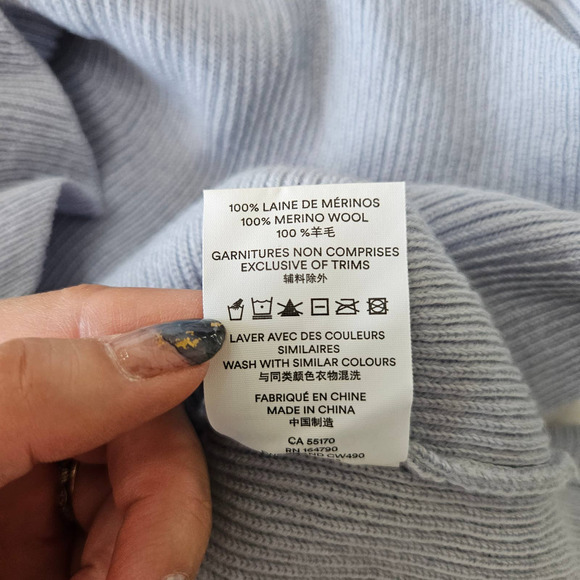 100% LAINE DE MÉRINOS
100% MERINO WOOL
100 %羊毛
GARNITURES NON COMPRISES
EXCLUSIVE OF TRIMS
辅料除外
LAVER AVEC DES COULEURS
SIMILAIRES
WASH WITH SIMILAR COLOURS
与同类颜色衣物混洗
FABRIQUÉ EN CHINE
MADE IN CHINA
中国制造
CA 55170
RN 164790
CW490